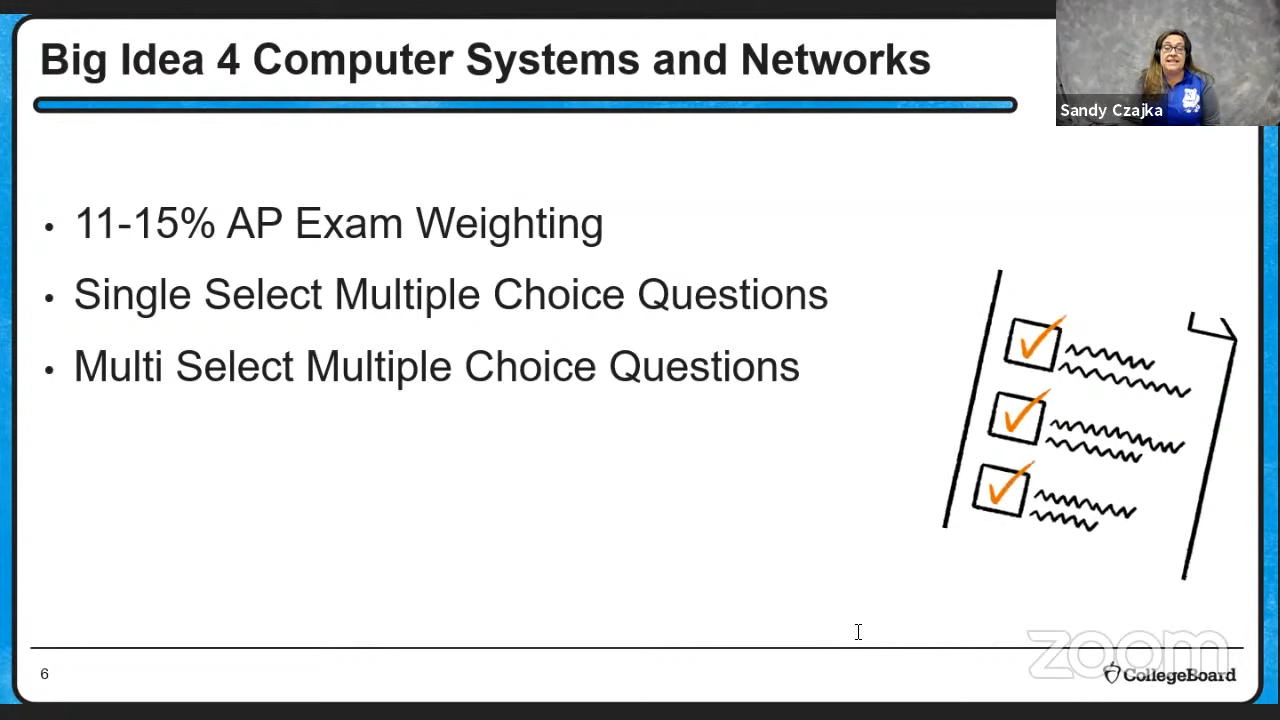 Big Idea 4 Computer Systems and Networks
Sandy Czajka
• 11-15% AP Exam Weighting
• Single Select Multiple Choice Questions
• Multi Select Multiple Choice Questions
zoom
6
CollegeBoard